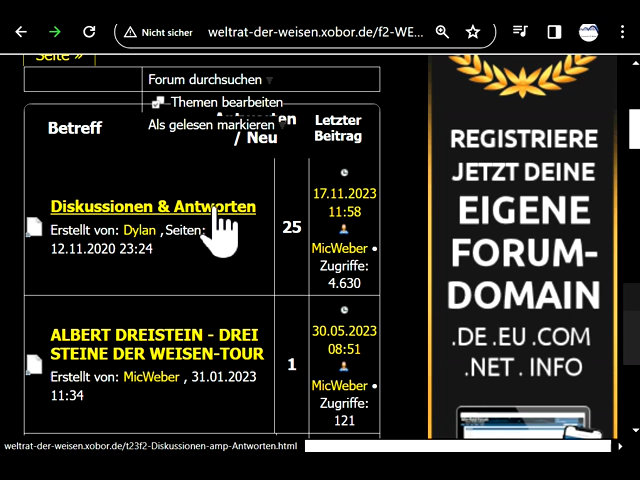 Nicht sicher
weltrat-der-weisen.xobor.de/f2-WE...
Seite »
Forum durchsuchen
Themen bearbeiten
Als gelesen markieren
Betreff
Antworten
/ Neu
Letzter
Beitrag
Diskussionen & Antworten
Erstellt von: Dylan , Seiten:
12.11.2020 23:24
25
17.11.2023
11:58
MicWeber •
Zugriffe:
4.630
ALBERT DREISTEIN - DREI
STEINE DER WEISEN-TOUR
Erstellt von: MicWeber , 31.01.2023
11:34
1
30.05.2023
08:51
MicWeber •
Zugriffe:
121
REGISTRIERE
JETZT DEINE
EIGENE
FORUM-
DOMAIN
.DE .EU .COM
.NET . INFO
weltrat-der-weisen.xobor.de/t23f2-Diskussionen-amp-Antworten.html